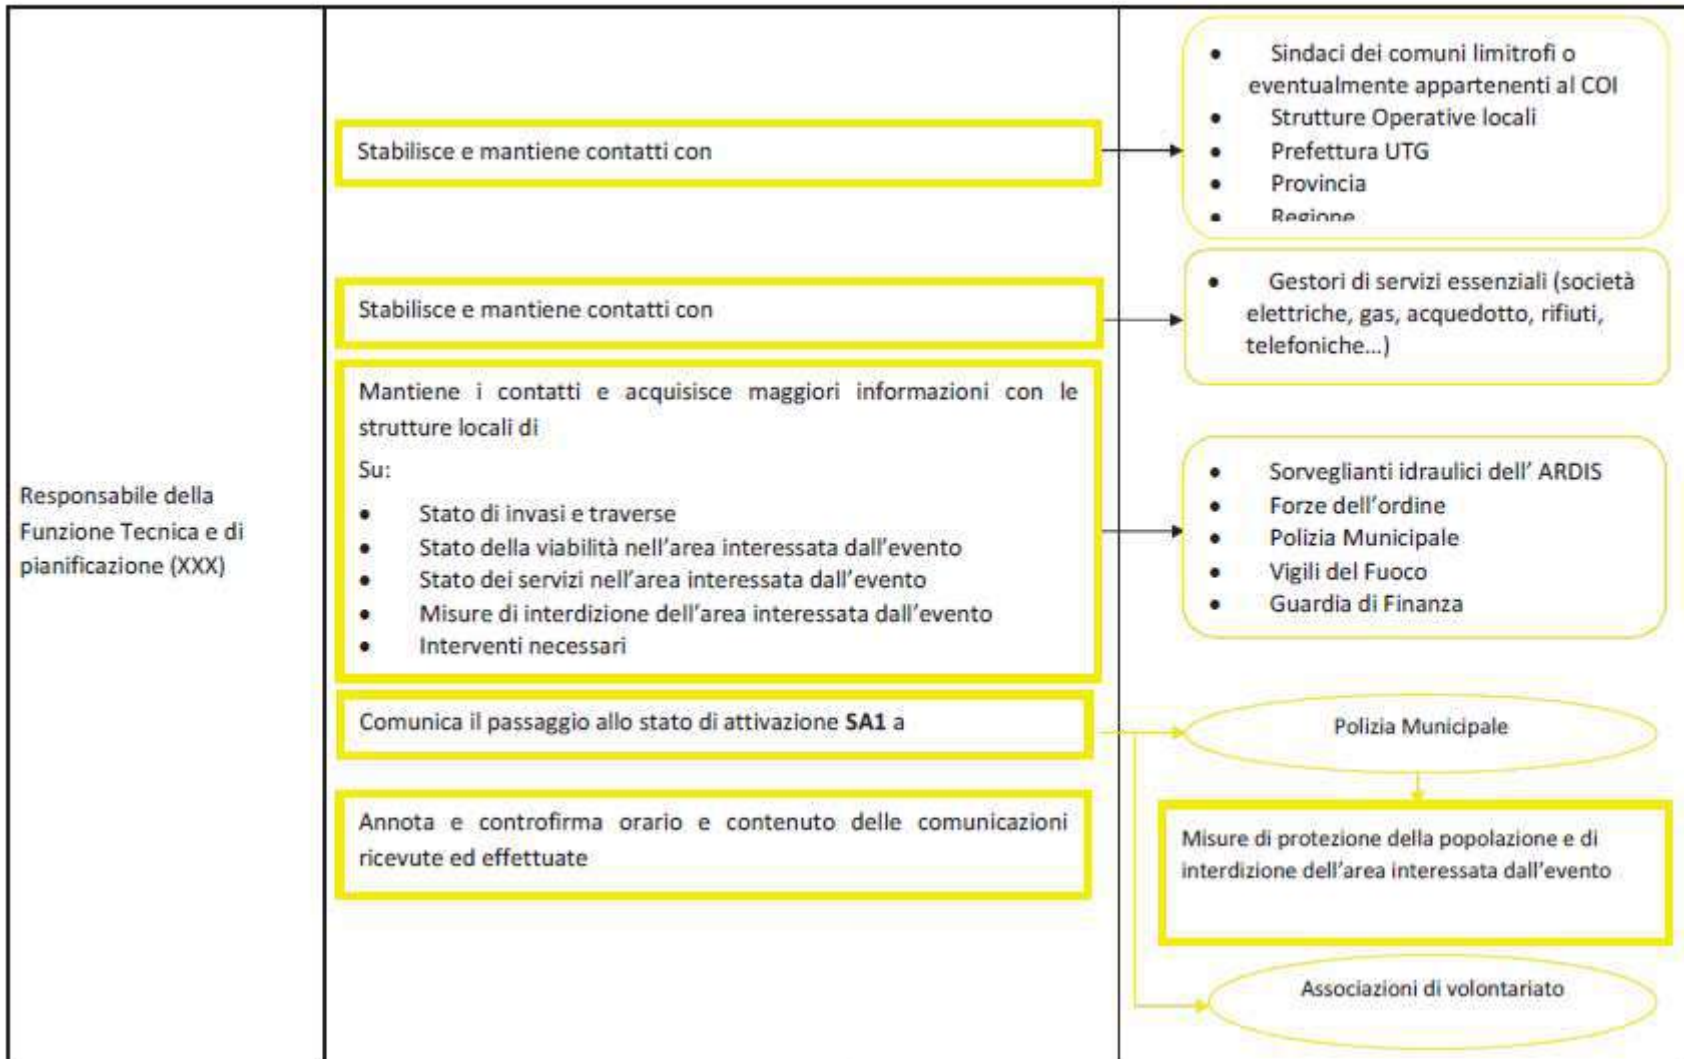 Responsabile della
Funzione Tecnica e di
pianificazione (XXX)
Stabilisce e mantiene contatti con
• Sindaci dei comuni limitrofi o
eventualmente appartenenti al COI
• Strutture Operative locali
• Prefettura UTG
• Provincia
• Regione
Stabilisce e mantiene contatti con
• Gestori di servizi essenziali (società
elettriche, gas, acquedotto, rifiuti,
telefoniche…)
Mantiene i contatti e acquisisce maggiori informazioni con le
strutture locali di
Su:
• Stato di invasi e traverse
• Stato della viabilità nell'area interessata dall'evento
• Stato dei servizi nell'area interessata dall'evento
• Misure di interdizione dell'area interessata dall'evento
• Interventi necessari
• Sorveglianti idraulici dell' ARDIS
• Forze dell'ordine
• Polizia Municipale
• Vigili del Fuoco
• Guardia di Finanza
Comunica il passaggio allo stato di attivazione SA1 a
Polizia Municipale
Misure di protezione della popolazione e di
interdizione dell'area interessata dall'evento
Associazioni di volontariato
Annota e controfirma orario e contenuto delle comunicazioni
ricevute ed effettuate